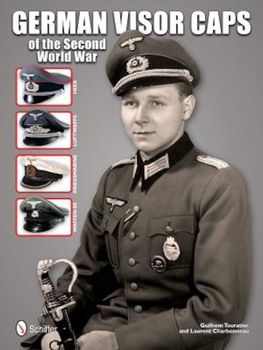 GERMAN VISOR CAPS
of the Second
World War
HEER
LUFTWAFFE
KRIEGSMARINE
WAFFEN-SS
Guilhem Touratier
and Laurent Charbonneau
Schiffer